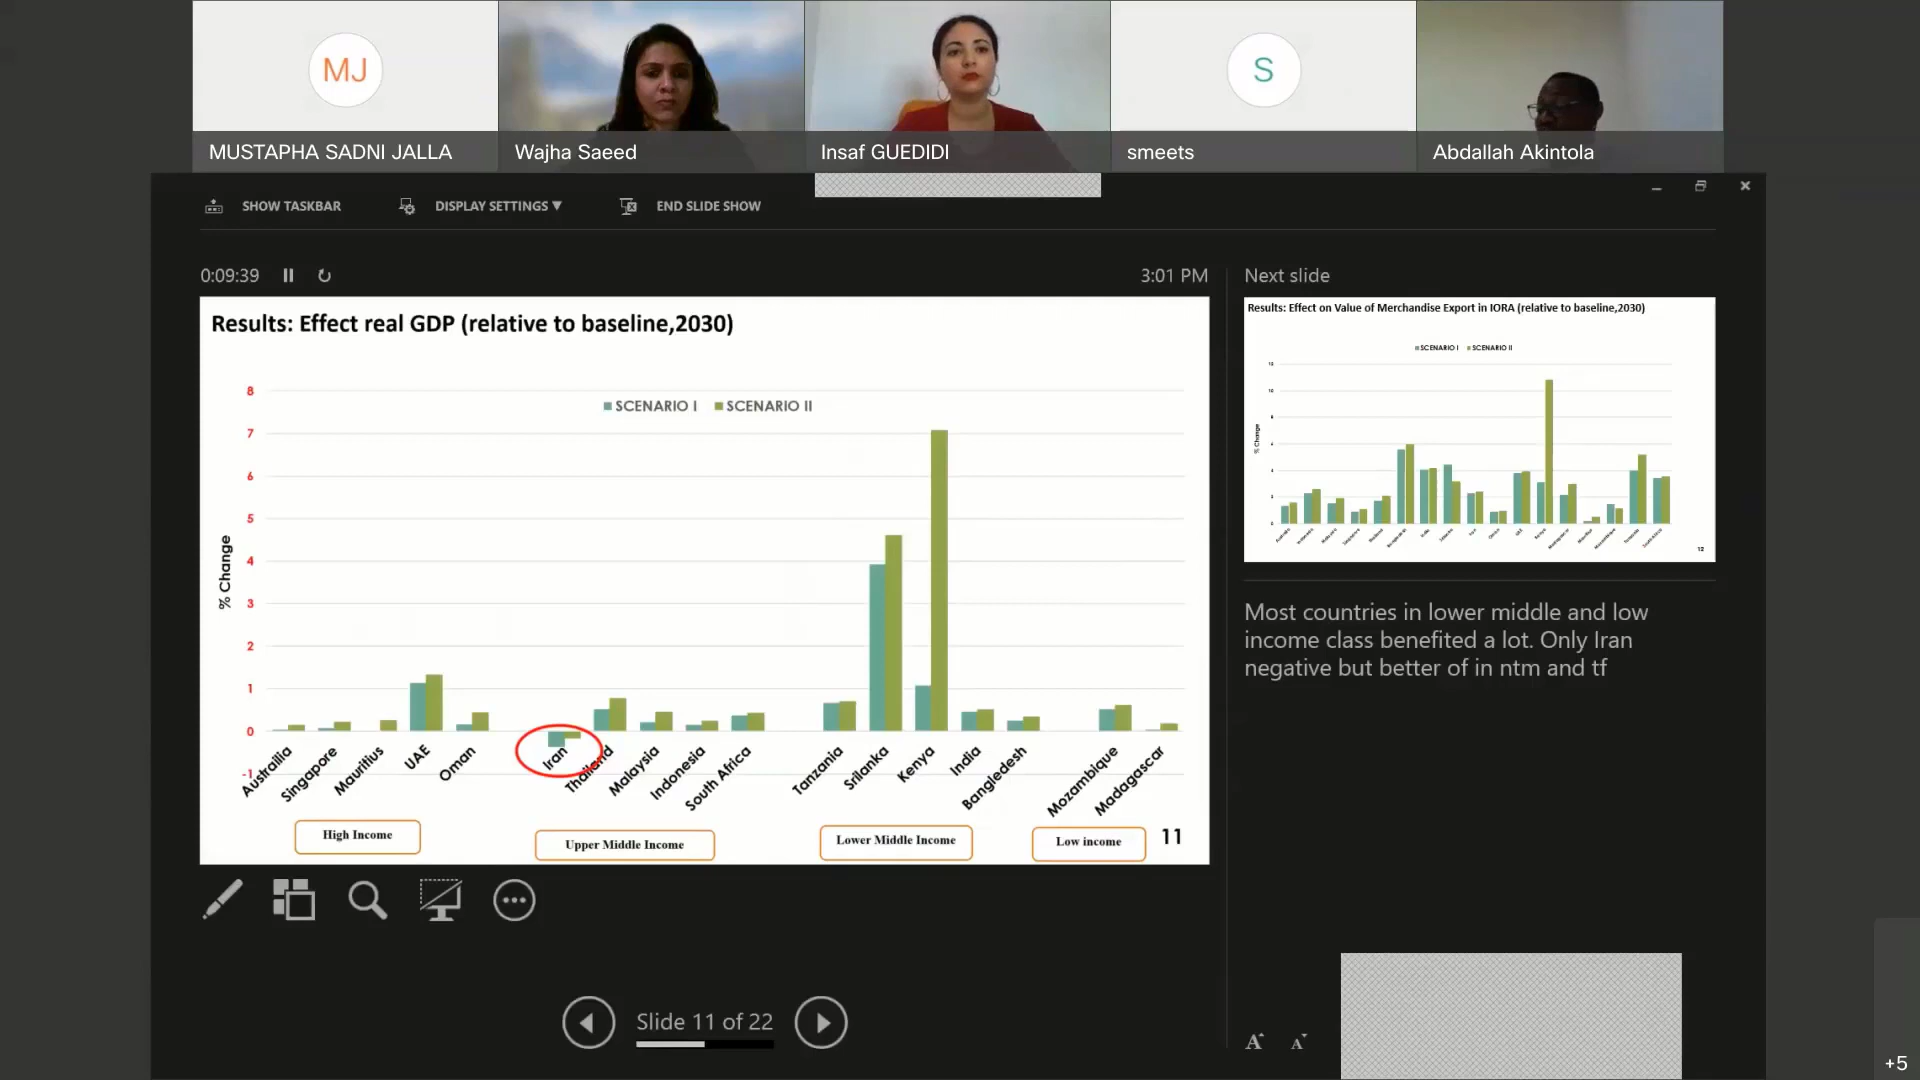 MJ
S
MUSTAPHA SADNI JALLA
Wajha Saeed
Insaf GUEDIDI
smeets
Abdallah Akintola
SHOW TASKBAR
DISPLAY SETTINGS ▼
END SLIDE SHOW
0:09:39
3:01 PM
Next slide
Results: Effect real GDP (relative to baseline,2030)
8
7
6
5
4
3
2
1
0
-1
% Change
SCENARIO I
SCENARIO II
Austrailia
Singapore
Mauritius
UAE
Oman
Iran
Thailand
Malaysia
Indonesia
South Africa
Tanzania
Srilanka
Kenya
India
Bangledesh
Mozambique
Madagascar
High Income
Upper Middle Income
Lower Middle Income
Low income
11
Results: Effect on Value of Merchandise Export in IORA (relative to baseline,2030)
SCENARIO I
SCENARIO II
% Change
12
Most countries in lower middle and low
income class benefited a lot. Only Iran
negative but better of in ntm and tf
Slide 11 of 22
A
A
+5